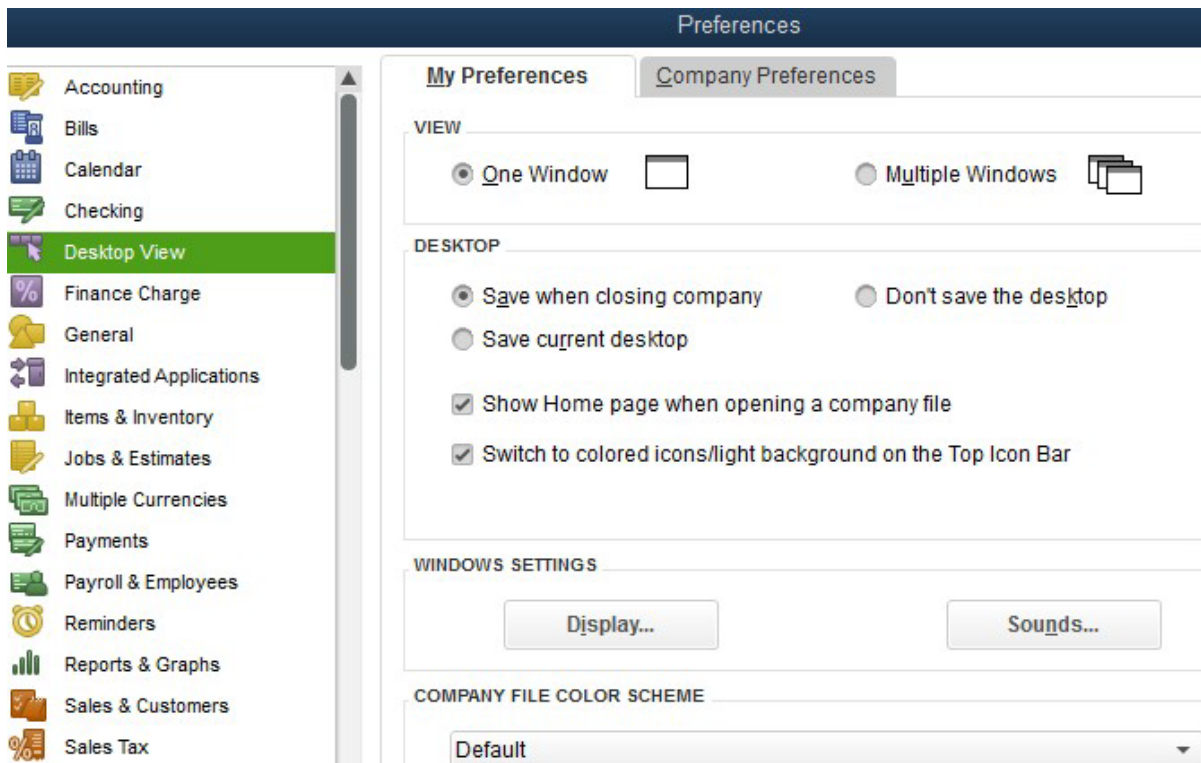 Preferences
Accounting
Bills
Calendar
Checking
Desktop View
Finance Charge
General
Integrated Applications
Items & Inventory
Jobs & Estimates
Multiple Currencies
Payments
Payroll & Employees
Reminders
Reports & Graphs
Sales & Customers
Sales Tax
My Preferences Company Preferences
VIEW
One Window Multiple Windows
DESKTOP
Save when closing company Don't save the desktop
Save current desktop
Show Home page when opening a company file
Switch to colored icons/light background on the Top Icon Bar
WINDOWS SETTINGS
Display... Sounds...
COMPANY FILE COLOR SCHEME
Default